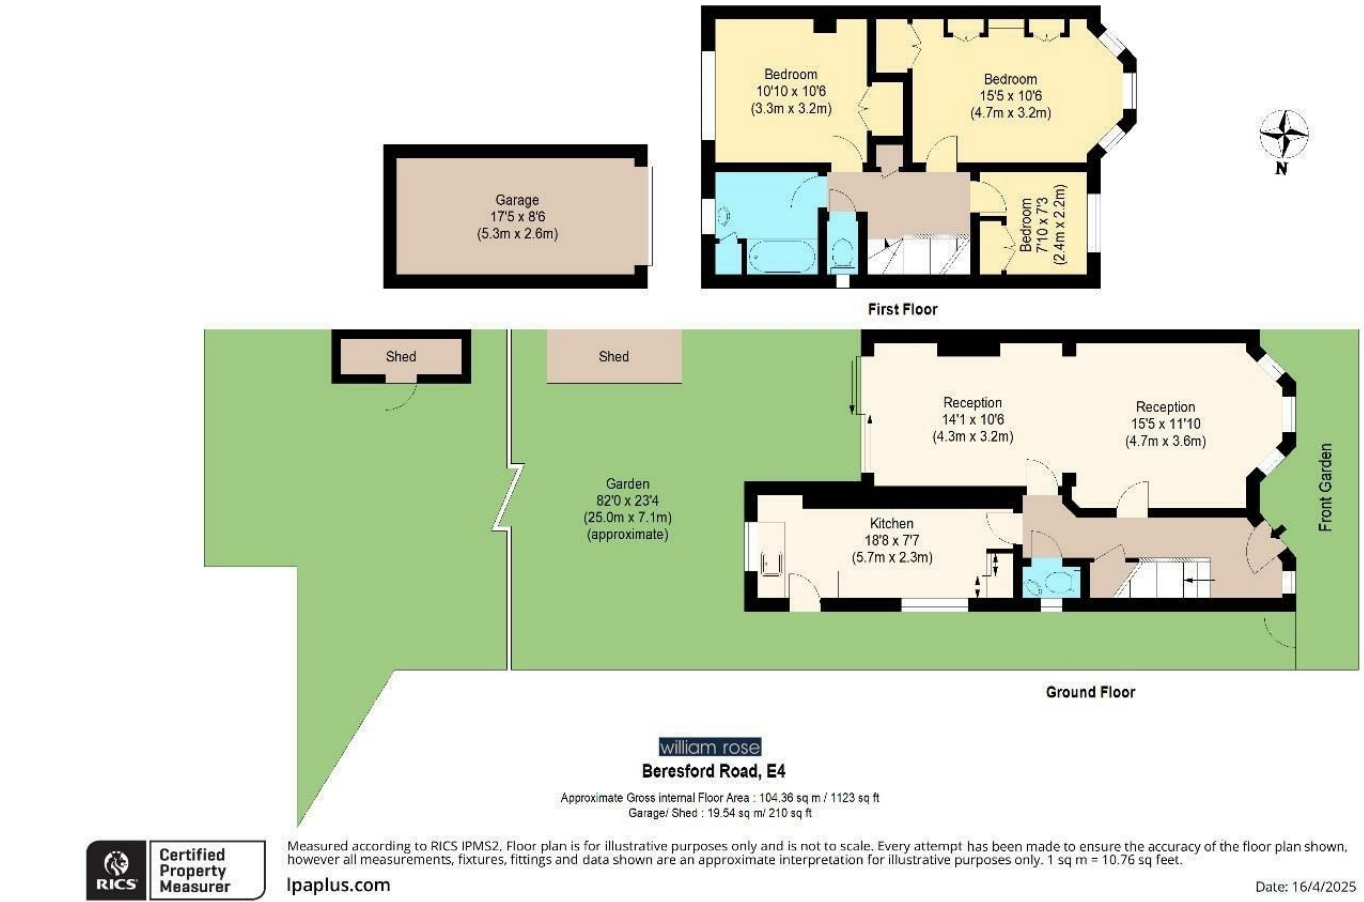 Bedroom
10'10 x 10'6
(3.3m x 3.2m)
Bedroom
15'5 x 10'6
(4.7m x 3.2m)
N
Garage
17'5 x 8'6
(5.3m x 2.6m)
Bedroom
7'10 x 7'3
(2.4m x 2.2m)
First Floor
Shed
Shed
Reception
14'1 x 10'6
(4.3m x 3.2m)
Reception
15'5 x 11'10
(4.7m x 3.6m)
Front Garden
Garden
82'0 x 23'4
(25.0m x 7.1m)
(approximate)
Kitchen
18'8 x 7'7
(5.7m x 2.3m)
Ground Floor
william rose
Beresford Road, E4
Approximate Gross internal Floor Area : 104.36 sq m / 1123 sq ft
Garage/ Shed : 19.54 sq m/ 210 sq ft
RICS
Certified
Property
Measurer
Measured according to RICS IPMS2. Floor plan is for illustrative purposes only and is not to scale. Every attempt has been made to ensure the accuracy of the floor plan shown,
however all measurements, fixtures, fittings and data shown are an approximate interpretation for illustrative purposes only. 1 sq m = 10.76 sq feet.
lpaplus.com
Date: 16/4/2025